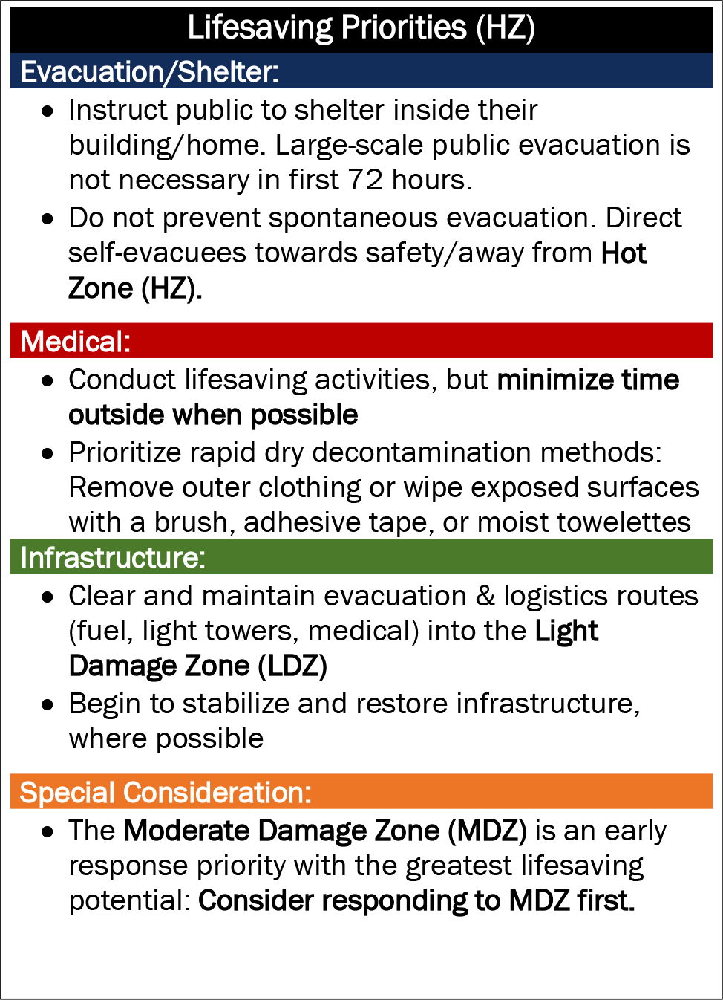 Lifesaving Priorities (HZ)
Evacuation/Shelter:
• Instruct public to shelter inside their
building/home. Large-scale public evacuation is
not necessary in first 72 hours.
• Do not prevent spontaneous evacuation. Direct
self-evacuees towards safety/away from Hot
Zone (HZ).
Medical:
• Conduct lifesaving activities, but minimize time
outside when possible
• Prioritize rapid dry decontamination methods:
Remove outer clothing or wipe exposed surfaces
with a brush, adhesive tape, or moist towelettes
Infrastructure:
• Clear and maintain evacuation & logistics routes
(fuel, light towers, medical) into the Light
Damage Zone (LDZ)
• Begin to stabilize and restore infrastructure,
where possible
Special Consideration:
• The Moderate Damage Zone (MDZ) is an early
response priority with the greatest lifesaving
potential: Consider responding to MDZ first.